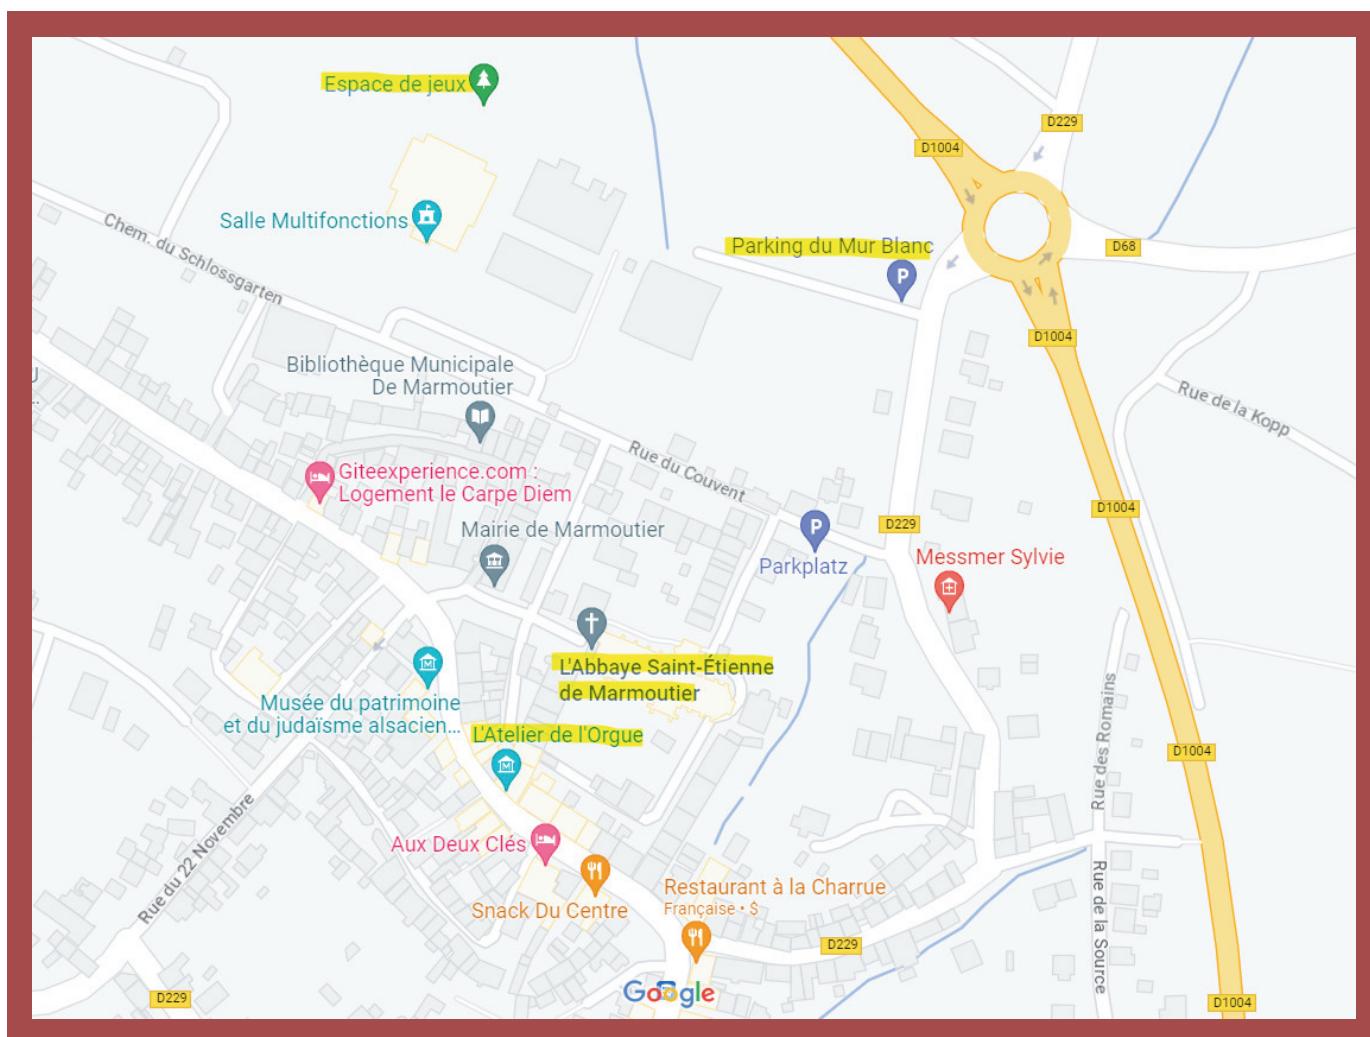 Espace de jeux
D229
D1004
Salle Multifonctions
Chem. du Schlossgarten
Parking du Mur Blanc
P
D68
D1004
Bibliothèque Municipale
De Marmoutier
Rue de la Kopp
Rue du Couvent
Giteexperience.com :
Logement le Carpe Diem
D1004
Mairie de Marmoutier
P
D229
Parkplatz
Messmer Sylvie
L'Abbaye Saint-Étienne
de Marmoutier
M
Musée du patrimoine
et du judaïsme alsacien...
L'Atelier de l'Orgue
M
Rue des Romains
D1004
Rue du 22 Novembre
Aux Deux Clés
Snack Du Centre
Restaurant à la Charrue
Française • $
Rue de la Source
D229
D229
Google
D1004